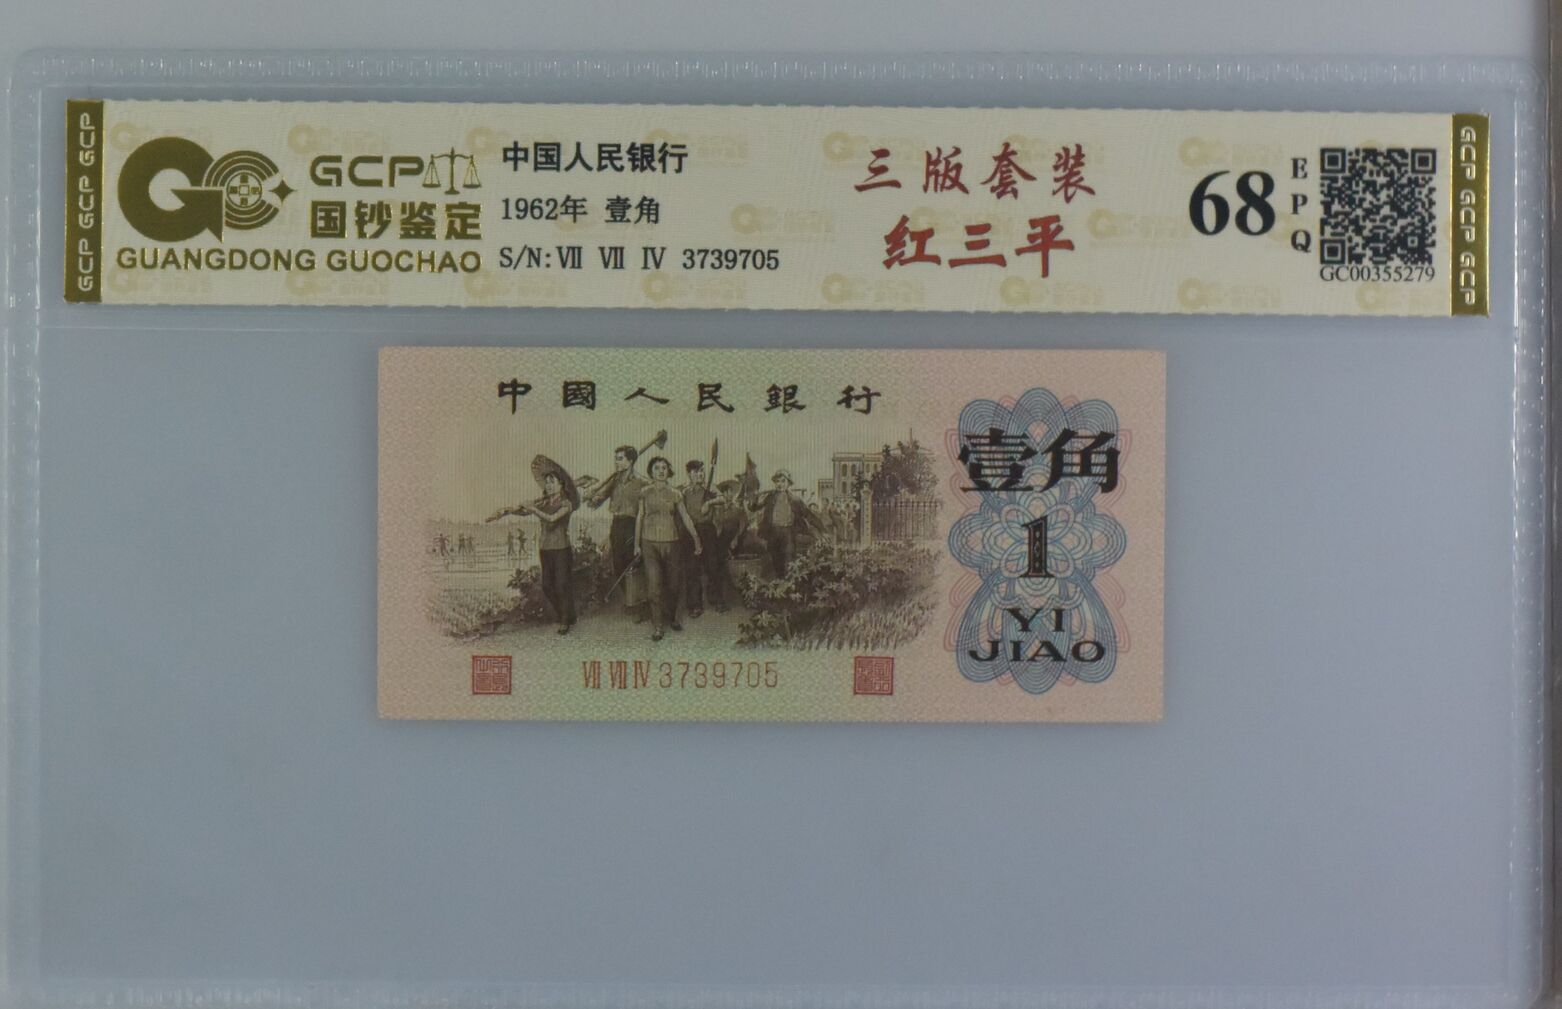 GCP GCP GCP
GCP
国钞鉴定
GUANGDONG GUOCHAO
中国人民银行
1962年 壹角
S/N: Ⅶ Ⅶ Ⅳ 3739705
三版套装
红三平
68
EPQ
GC00355279
GCP GCP GCP
中國人民銀行
壹角
1
YI
JIAO
Ⅶ Ⅶ Ⅳ 3739705